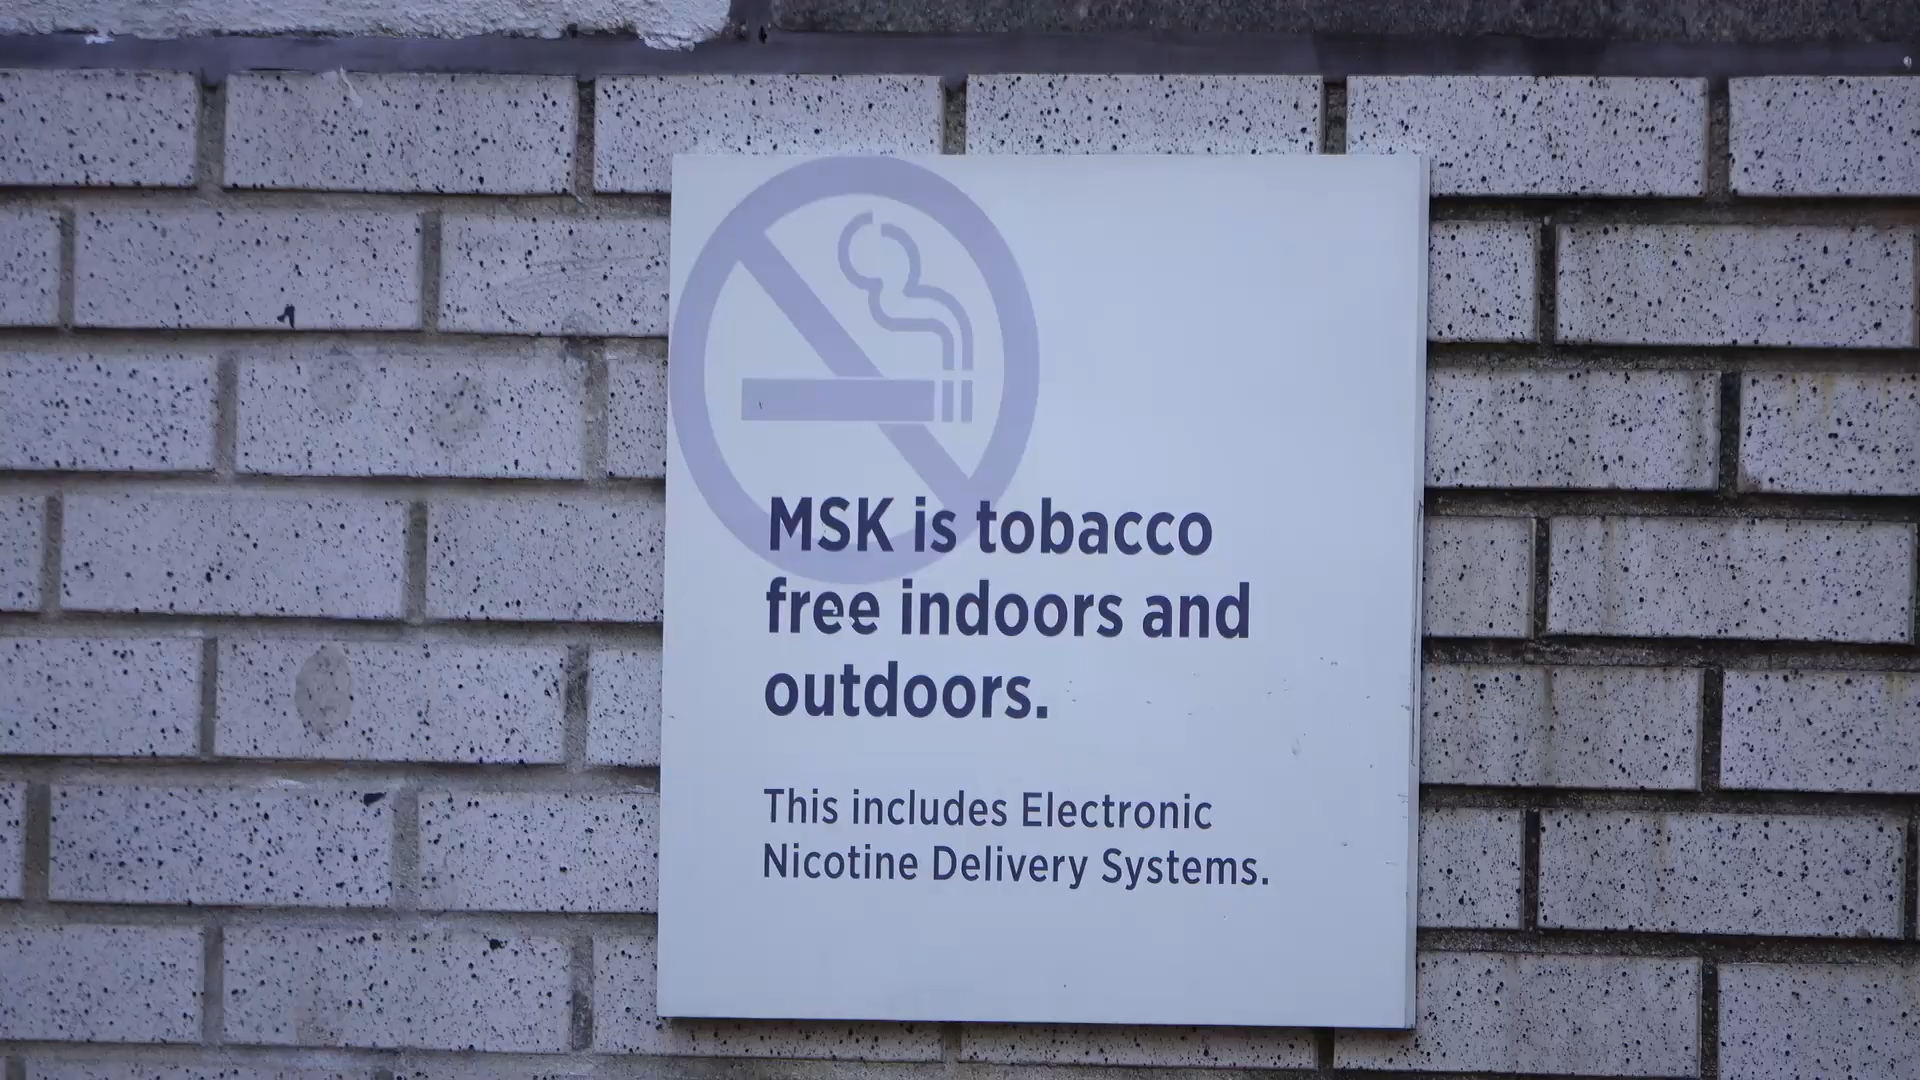 MSK is tobacco
free indoors and
outdoors.
This includes Electronic
Nicotine Delivery Systems.